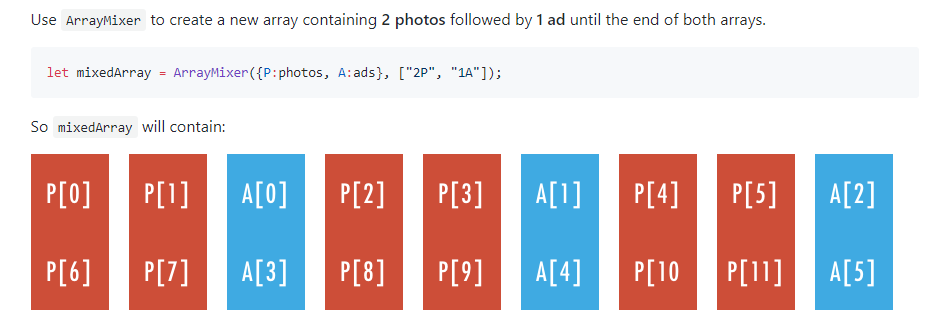 Use ArrayMixer to create a new array containing 2 photos followed by 1 ad until the end of both arrays.
let mixedArray = ArrayMixer({P:photos, A:ads}, ["2P", "1A"]);
So mixedArray will contain:
P[0] P[1] A[0] P[2] P[3] A[1] P[4] P[5] A[2]
P[6] P[7] A[3] P[8] P[9] A[4] P[10 P[11] A[5]